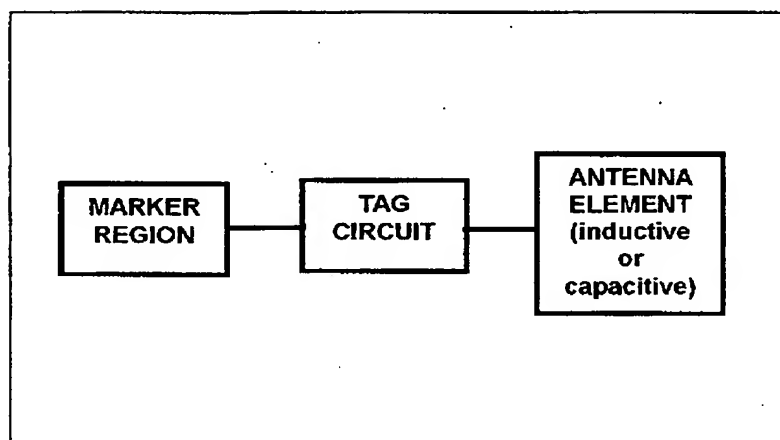 MARKER
REGION
TAG
CIRCUIT
ANTENNA
ELEMENT
(inductive
or
capacitive)